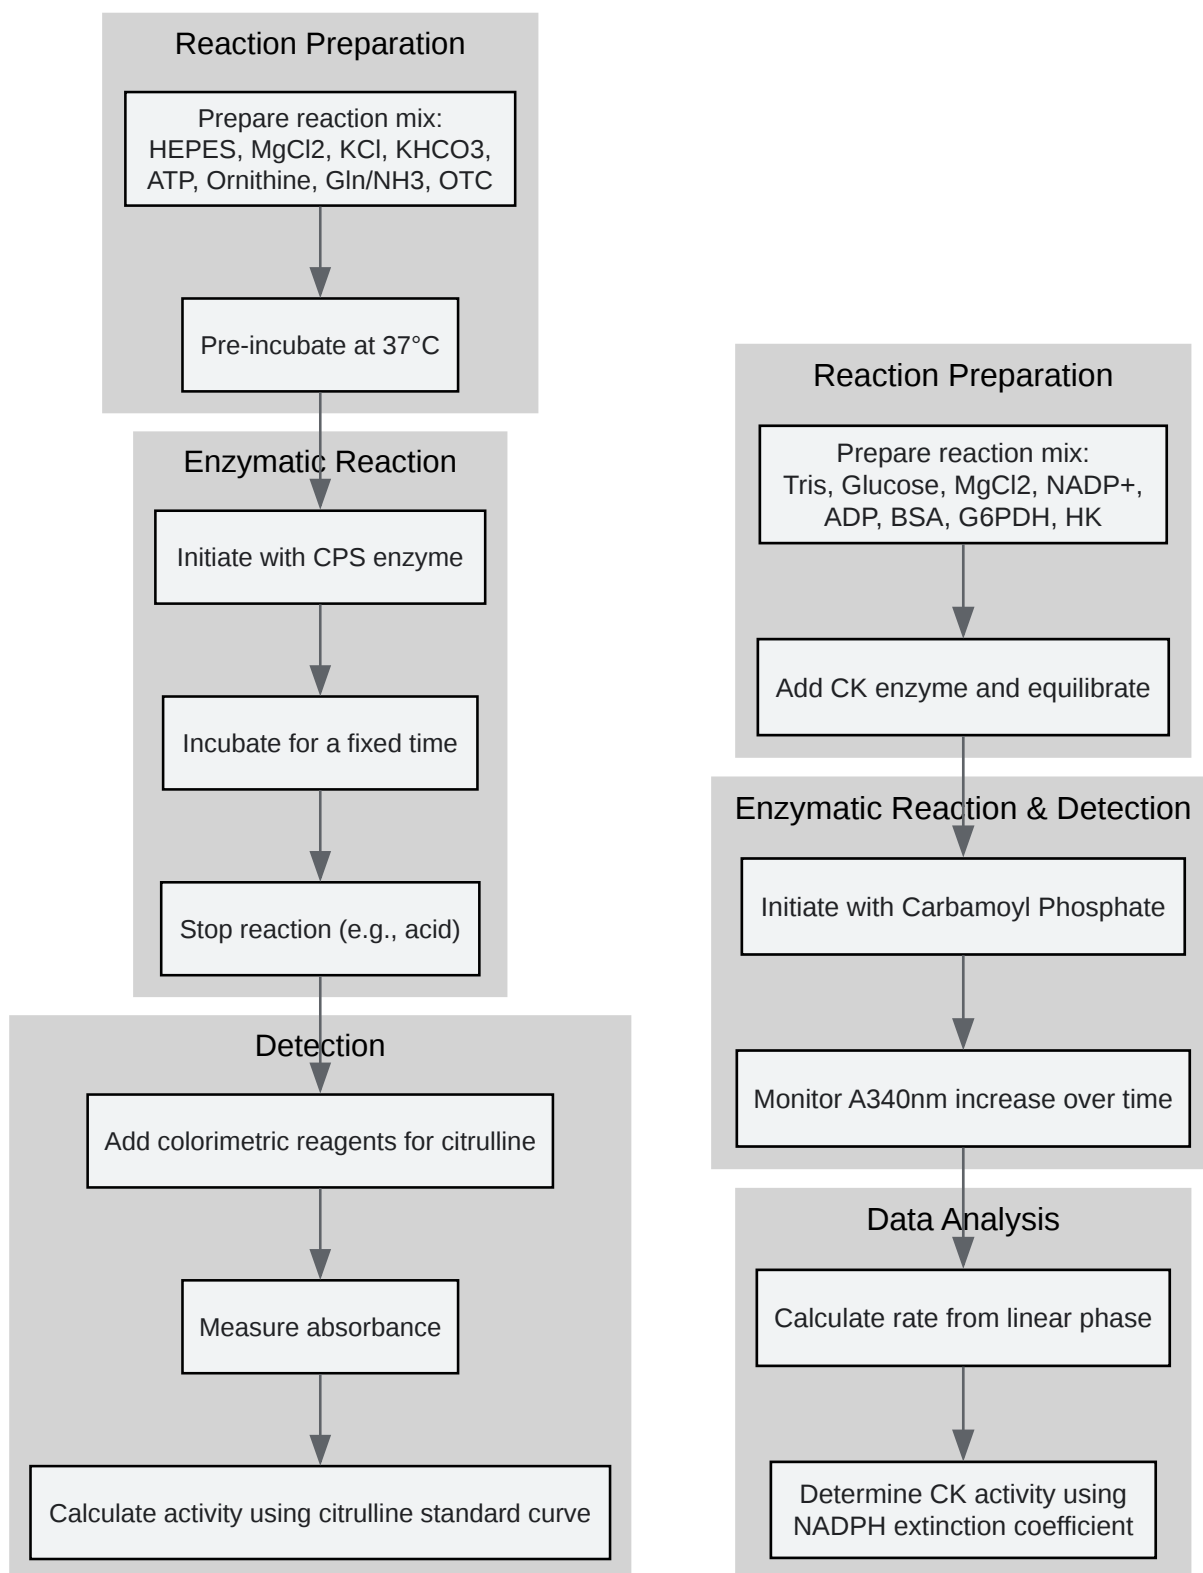 Reaction Preparation
Prepare reaction mix:
HEPES, MgCl2, KCl, KHCO3,
ATP, Ornithine, Gln/NH3, OTC
Pre-incubate at 37°C
Enzymatic Reaction
Initiate with CPS enzyme
Incubate for a fixed time
Stop reaction (e.g., acid)
Detection
Add colorimetric reagents for citrulline
Measure absorbance
Calculate activity using citrulline standard curve
Reaction Preparation
Prepare reaction mix:
Tris, Glucose, MgCl2, NADP+,
ADP, BSA, G6PDH, HK
Add CK enzyme and equilibrate
Enzymatic Reaction & Detection
Initiate with Carbamoyl Phosphate
Monitor A340nm increase over time
Data Analysis
Calculate rate from linear phase
Determine CK activity using
NADPH extinction coefficient